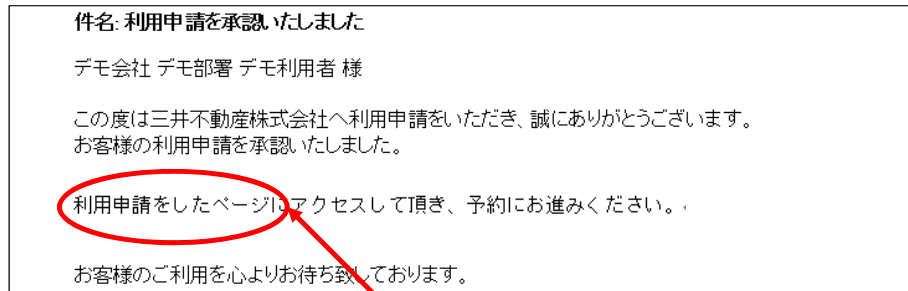 件名: 利用申請を承認いたしました
デモ会社 デモ部署 デモ利用者 様
この度は三井不動産株式会社へ利用申請をいただき、誠にありがとうございます。
お客様の利用申請を承認いたしました。
利用申請をしたページにアクセスして頂き、予約にお進みください。
お客様のご利用を心よりお待ち致しております。